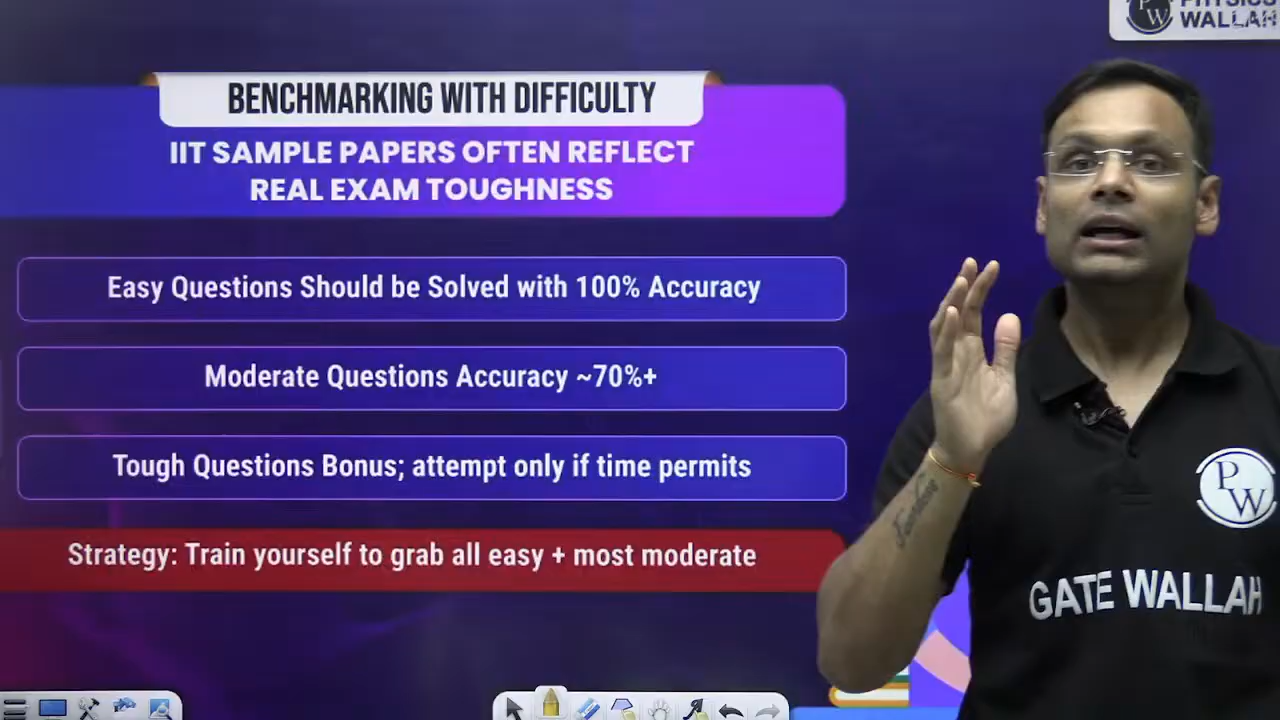 PHYSICS
WALLAH
PW
BENCHMARKING WITH DIFFICULTY
IIT SAMPLE PAPERS OFTEN REFLECT
REAL EXAM TOUGHNESS
Easy Questions Should be Solved with 100% Accuracy
Moderate Questions Accuracy ~70%+
Tough Questions Bonus; attempt only if time permits
Strategy: Train yourself to grab all easy + most moderate
PW
GATE WALLAH